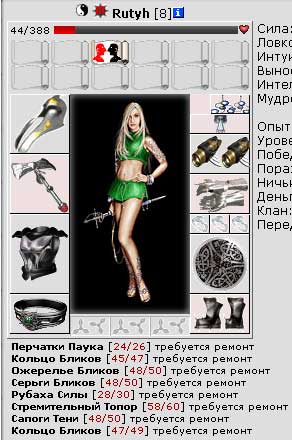 Rutyh [8]
44/388
Сила:
Ловко
Интуи
Вынос
Интел
Мудро
Опыт
Урове
Побед
Пораз
Ничьи
Деньг
Клан:
Перед
Перчатки Паука [24/26] требуется ремонт
Кольцо Бликов [45/47] требуется ремонт
Ожерелье Бликов [48/50] требуется ремонт
Серьги Бликов [48/50] требуется ремонт
Рубаха Силы [28/30] требуется ремонт
Стремительный Топор [58/60] требуется ремонт
Сапоги Тени [48/50] требуется ремонт
Кольцо Бликов [47/49] требуется ремонт